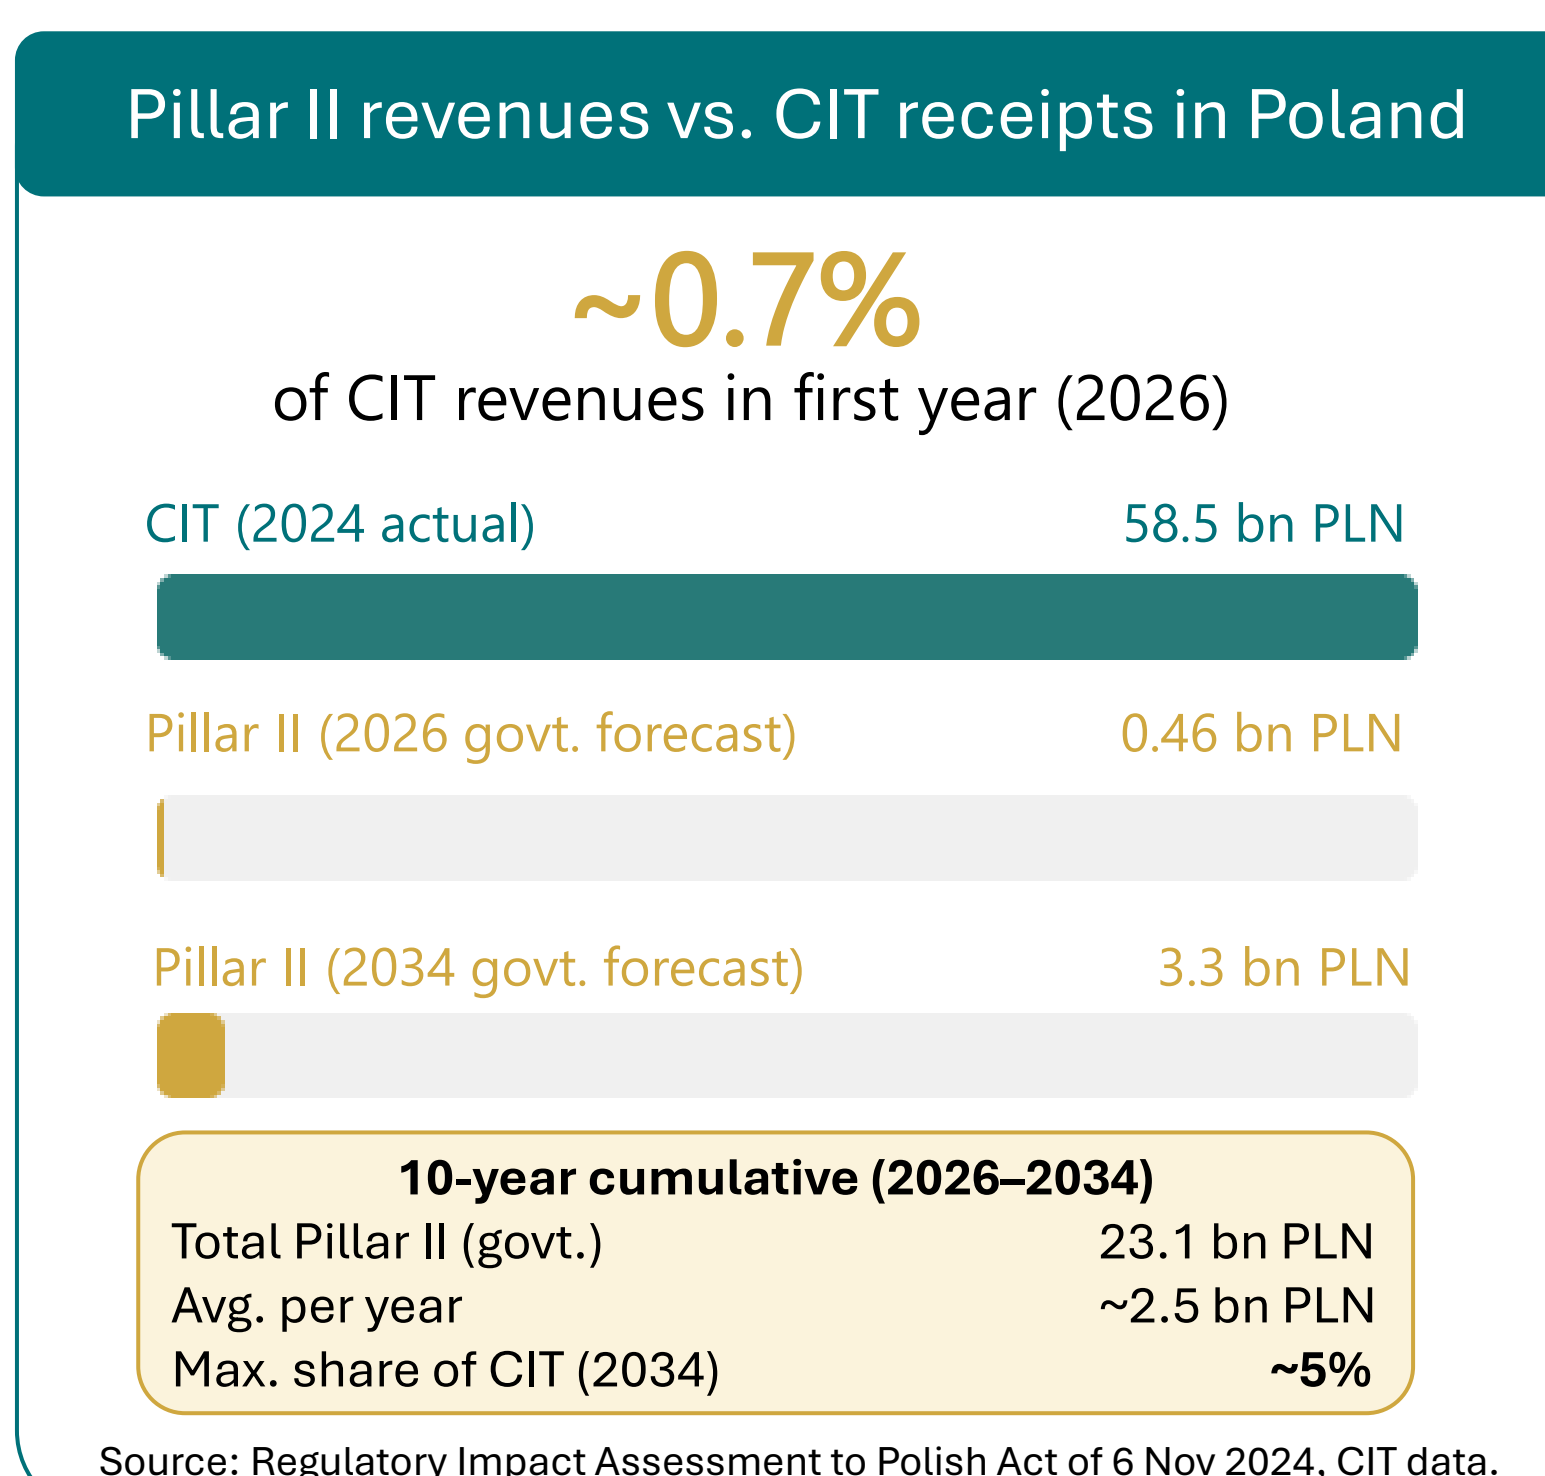 Pillar II revenues vs. CIT receipts in Poland
~0.7%
of CIT revenues in first year (2026)
CIT (2024 actual) 58.5 bn PLN
Pillar II (2026 govt. forecast) 0.46 bn PLN
Pillar II (2034 govt. forecast) 3.3 bn PLN
10-year cumulative (2026–2034)
Total Pillar II (govt.) 23.1 bn PLN
Avg. per year ~2.5 bn PLN
Max. share of CIT (2034) ~5%
Source: Regulatory Impact Assessment to Polish Act of 6 Nov 2024, CIT data.